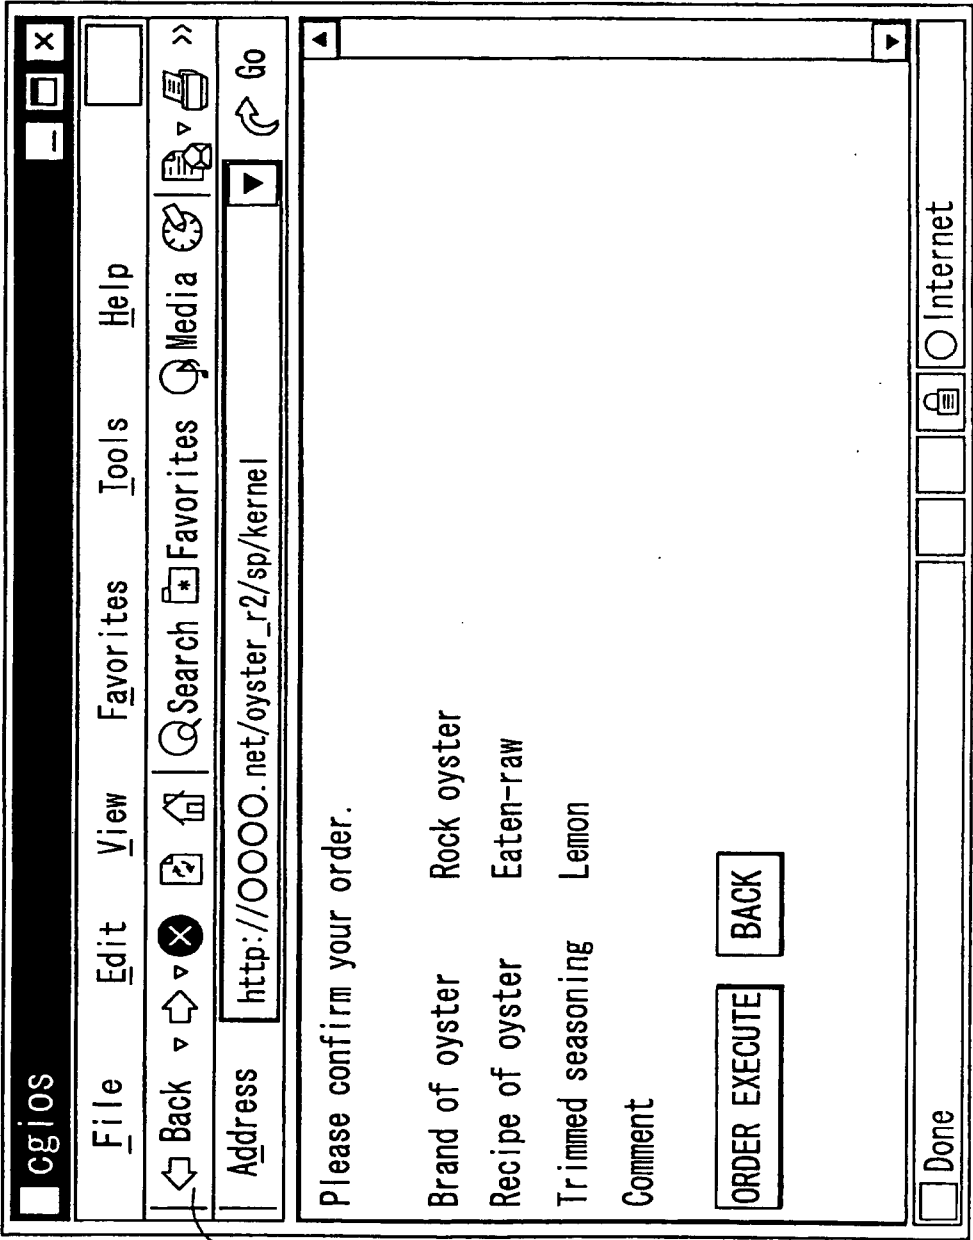 cgios
File Edit View Favorites Tools Help
Back Search Favorites Media »
Address http://○○○○.net/oyster_r2/sp/kernel Go
Please confirm your order.
Brand of oyster Rock oyster
Recipe of oyster Eaten-raw
Trimmed seasoning Lemon
Comment
ORDER EXECUTE BACK
Done Internet